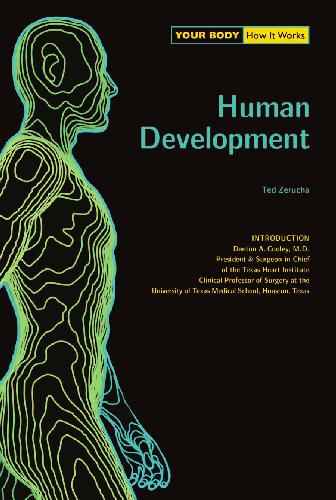 YOUR BODY How It Works
Human
Development
Ted Zerucha
INTRODUCTION
Denton A. Cooley, M.D.
President & Surgeon in Chief
of the Texas Heart Institute
Clinical Professor of Surgery at the
University of Texas Medical School, Houston, Texas